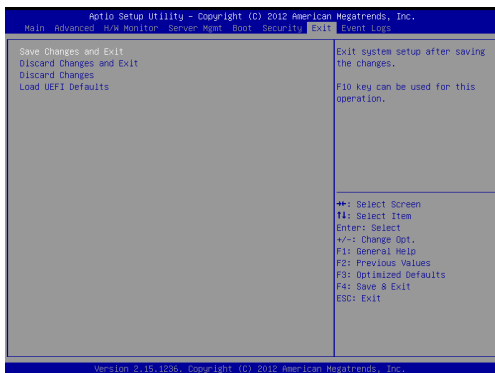 Aptio Setup Utility - Copyright (C) 2012 American Megatrends, Inc.
Main Advanced H/W Monitor Server Mgmt Boot Security Exit Event Logs
Save Changes and Exit
Discard Changes and Exit
Discard Changes
Load UEFI Defaults
Exit system setup after saving
the changes.
F10 key can be used for this
operation.
→←: Select Screen
↑↓: Select Item
Enter: Select
+/-: Change Opt.
F1: General Help
F2: Previous Values
F3: Optimized Defaults
F4: Save & Exit
ESC: Exit
Version 2.15.1236. Copyright (C) 2012 American Megatrends, Inc.